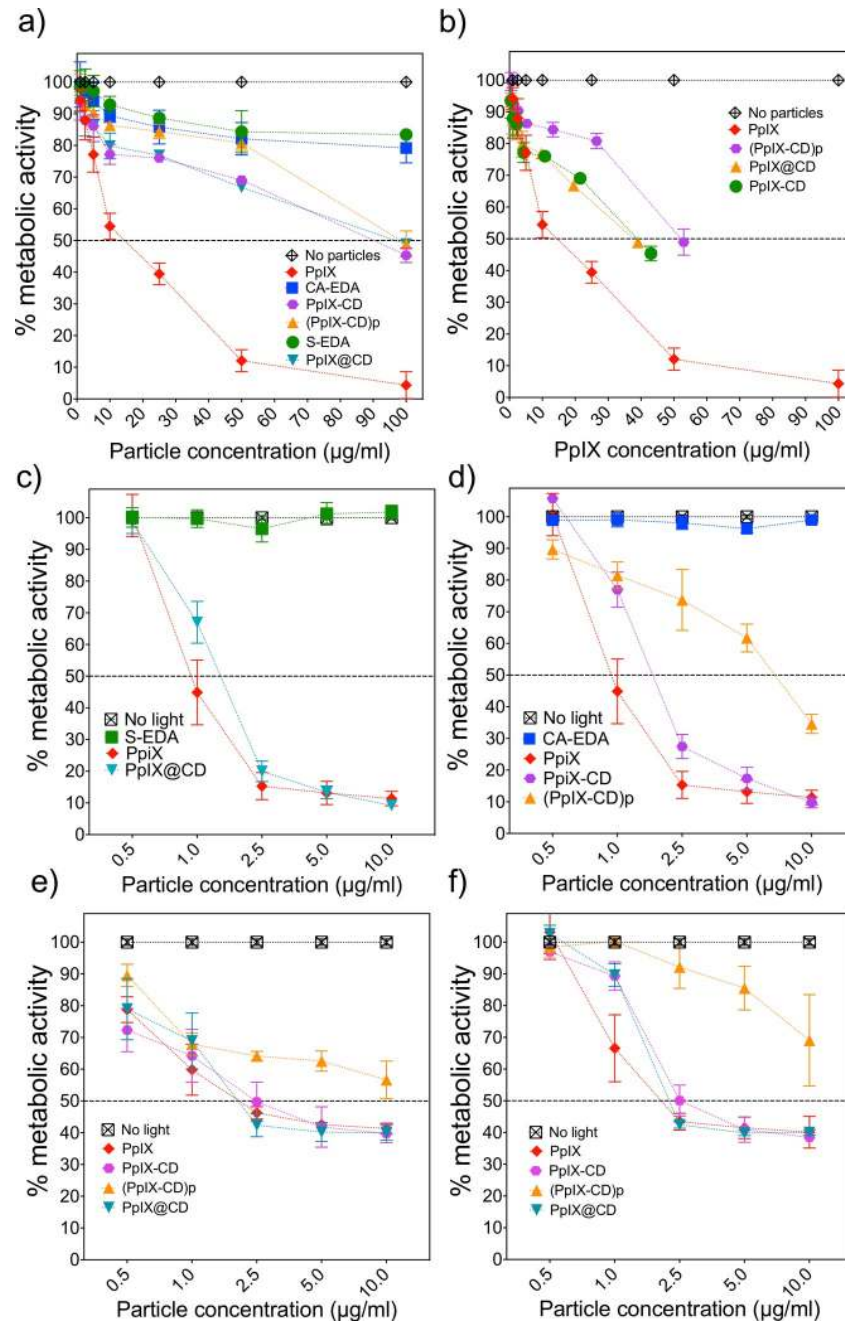 a)
% metabolic activity
100
90
80
70
60
50
40
30
20
10
0
No particles
PpIX
CA-EDA
PpIX-CD
(PpIX-CD)p
S-EDA
PpIX@CD
0 10 20 30 40 50 60 70 80 90 100
Particle concentration (µg/ml)
b)
% metabolic activity
100
90
80
70
60
50
40
30
20
10
0
No particles
PpIX
(PpIX-CD)p
PpIX@CD
PpIX-CD
0 10 20 30 40 50 60 70 80 90 100
PpIX concentration (µg/ml)
c)
% metabolic activity
100
90
80
70
60
50
40
30
20
10
0
No light
S-EDA
PpiX
PpIX@CD
0.5 1.0 2.5 5.0 10.0
Particle concentration (µg/ml)
d)
% metabolic activity
100
90
80
70
60
50
40
30
20
10
0
No light
CA-EDA
PpiX
PpiX-CD
(PpIX-CD)p
0.5 1.0 2.5 5.0 10.0
Particle concentration (µg/ml)
e)
% metabolic activity
100
90
80
70
60
50
40
30
20
10
0
No light
PpIX
PpIX-CD
(PpIX-CD)p
PpIX@CD
0.5 1.0 2.5 5.0 10.0
Particle concentration (µg/ml)
f)
% metabolic activity
100
90
80
70
60
50
40
30
20
10
0
No light
PpIX
PpIX-CD
(PpIX-CD)p
PpIX@CD
0.5 1.0 2.5 5.0 10.0
Particle concentration (µg/ml)